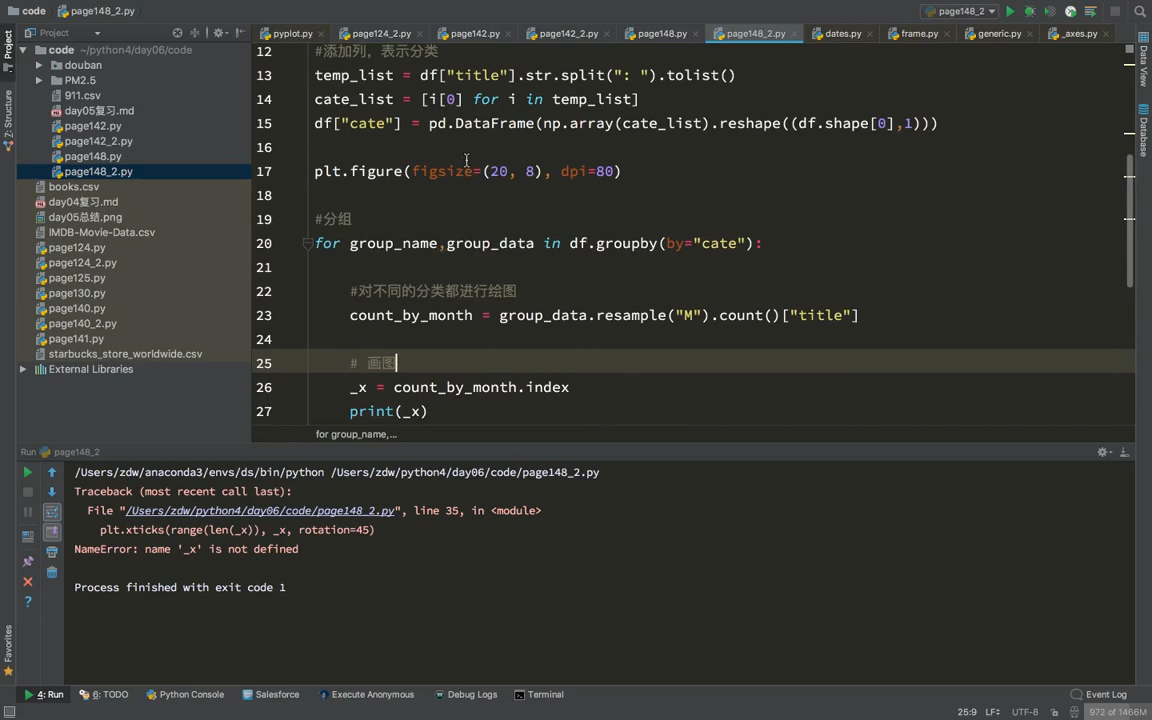 code
page148_2.py
page148_2
Project
pyplot.py
page124_2.py
page142.py
page142_2.py
page148.py
page148_2.py
dates.py
frame.py
generic.py
_axes.py
code ~/python4/day06/code
douban
PM2.5
911.csv
day05复习.md
page142.py
page142_2.py
page148.py
page148_2.py
books.csv
day04复习.md
day05总结.png
IMDB-Movie-Data.csv
page124.py
page124_2.py
page125.py
page130.py
page140.py
page140_2.py
page141.py
starbucks_store_worldwide.csv
External Libraries
1: Project
7: Structure
Favorites
Data View
Database
12 #添加列，表示分类
13 temp_list = df["title"].str.split(": ").tolist()
14 cate_list = [i[0] for i in temp_list]
15 df["cate"] = pd.DataFrame(np.array(cate_list).reshape((df.shape[0],1)))
16
17 plt.figure(figsize=(20, 8), dpi=80)
18
19 #分组
20 for group_name,group_data in df.groupby(by="cate"):
21
22 #对不同的分类都进行绘图
23 count_by_month = group_data.resample("M").count()["title"]
24
25 # 画图
26 _x = count_by_month.index
27 print(_x)
for group_name,...
Run page148_2
/Users/zdw/anaconda3/envs/ds/bin/python /Users/zdw/python4/day06/code/page148_2.py
Traceback (most recent call last):
File "/Users/zdw/python4/day06/code/page148_2.py", line 35, in <module>
plt.xticks(range(len(_x)), _x, rotation=45)
NameError: name '_x' is not defined
Process finished with exit code 1
4: Run
6: TODO
Python Console
Salesforce
Execute Anonymous
Debug Logs
Terminal
Event Log
25:9
LF
UTF-8
972 of 1466M